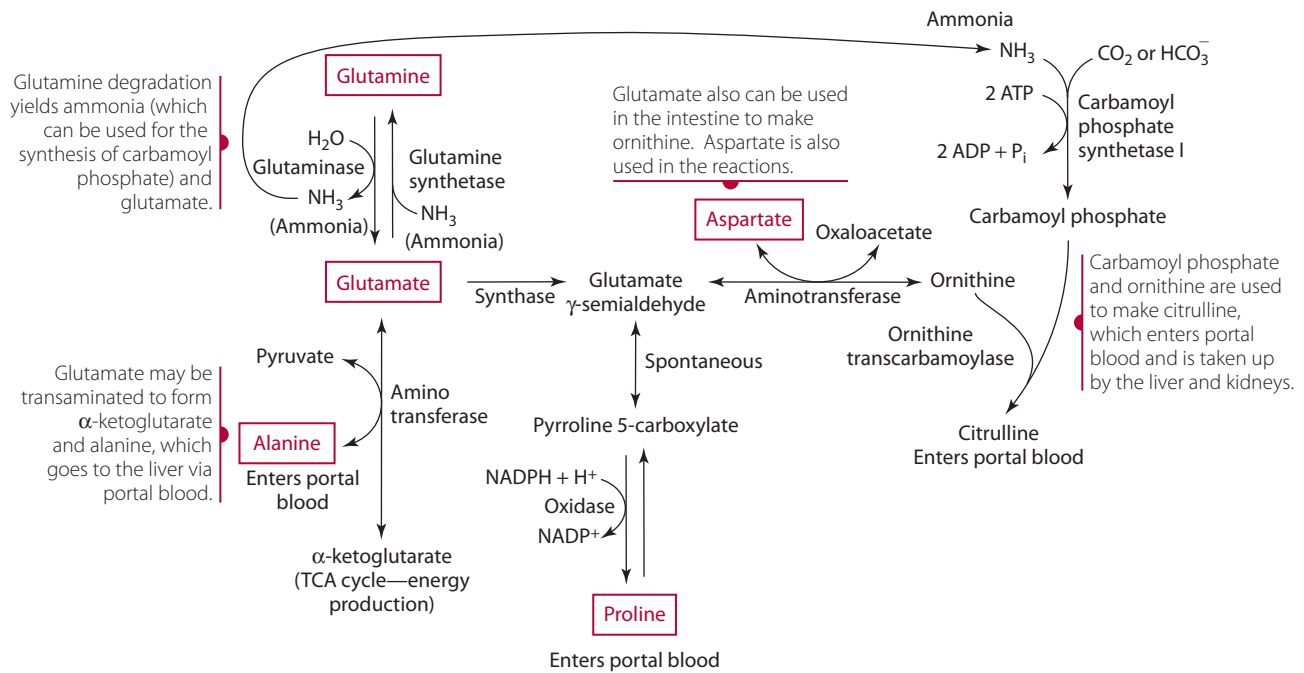 Ammonia
NH₃
CO₂ or HCO₃⁻
2 ATP
2 ADP + Pᵢ
Carbamoyl
phosphate
synthetase I
Carbamoyl phosphate
Glutamine degradation
yields ammonia (which
can be used for the
synthesis of carbamoyl
phosphate) and
glutamate.
Glutamine
H₂O
Glutaminase
NH₃
(Ammonia)
Glutamine
synthetase
NH₃
(Ammonia)
Glutamate
Glutamate also can be used
in the intestine to make
ornithine. Aspartate is also
used in the reactions.
Aspartate
Oxaloacetate
Synthase
Glutamate
γ-semialdehyde
Aminotransferase
Ornithine
Ornithine
transcarbamoylase
Carbamoyl phosphate
and ornithine are used
to make citrulline,
which enters portal
blood and is taken up
by the liver and kidneys.
Citrulline
Enters portal blood
Glutamate may be
transaminated to form
α-ketoglutarate
and alanine, which
goes to the liver via
portal blood.
Pyruvate
Amino
transferase
Alanine
Enters portal
blood
α-ketoglutarate
(TCA cycle—energy
production)
Spontaneous
Pyrroline 5-carboxylate
NADPH + H⁺
Oxidase
NADP⁺
Proline
Enters portal blood